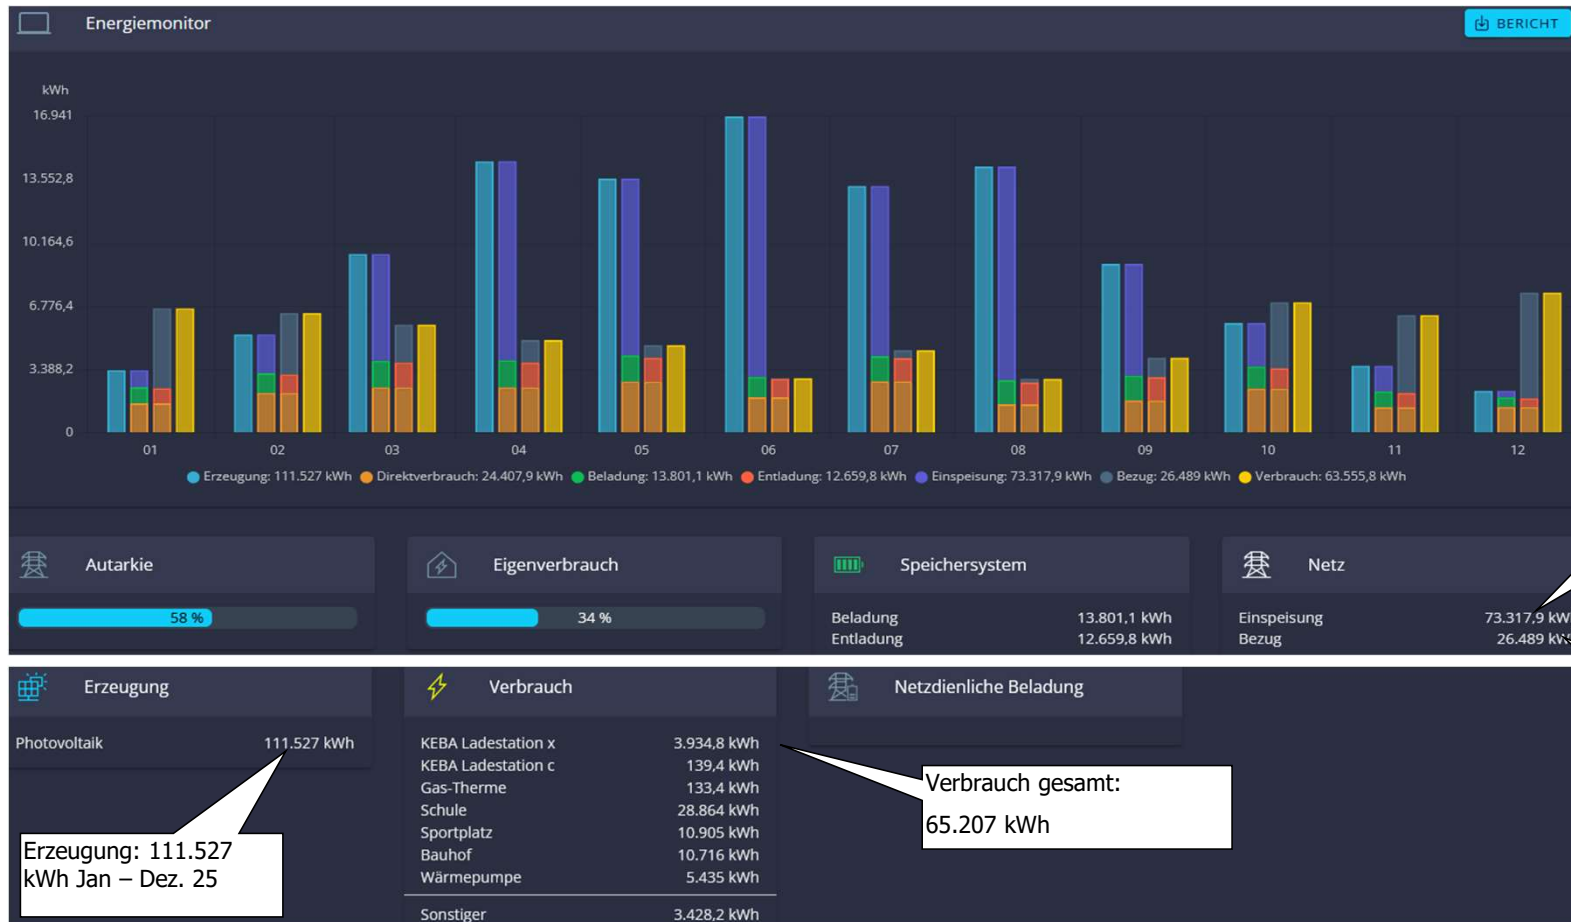 Energiemonitor
BERICHT
kWh
16.941
13.552,8
10.164,6
6.776,4
3.388,2
0
01 02 03 04 05 06 07 08 09 10 11 12
Erzeugung: 111.527 kWh Direktverbrauch: 24.407,9 kWh Beladung: 13.801,1 kWh Entladung: 12.659,8 kWh Einspeisung: 73.317,9 kWh Bezug: 26.489 kWh Verbrauch: 63.555,8 kWh
Autarkie
58 %
Eigenverbrauch
34 %
Speichersystem
Beladung 13.801,1 kWh
Entladung 12.659,8 kWh
Netz
Einspeisung 73.317,9 kW
Bezug 26.489 kW
Erzeugung
Photovoltaik 111.527 kWh
Erzeugung: 111.527
kWh Jan – Dez. 25
Verbrauch
KEBA Ladestation x 3.934,8 kWh
KEBA Ladestation c 139,4 kWh
Gas-Therme 133,4 kWh
Schule 28.864 kWh
Sportplatz 10.905 kWh
Bauhof 10.716 kWh
Wärmepumpe 5.435 kWh
Sonstiger 3.428,2 kWh
Netzdienliche Beladung
Verbrauch gesamt:
65.207 kWh